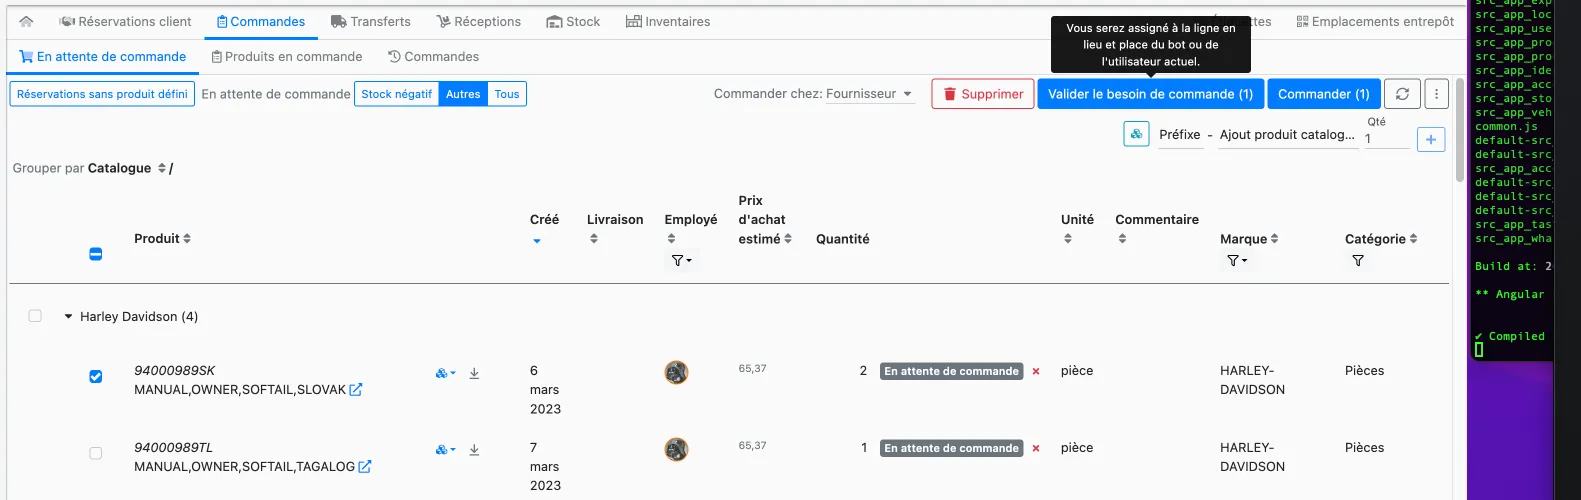 Réservations client
Commandes
Transferts
Réceptions
Stock
Inventaires
Emplacements entrepôt
Vous serez assigné à la ligne en
lieu et place du bot ou de
l'utilisateur actuel.
En attente de commande
Produits en commande
Commandes
Réservations sans produit défini
En attente de commande
Stock négatif
Autres
Tous
Commander chez: Fournisseur
Supprimer
Valider le besoin de commande (1)
Commander (1)
Préfixe - Ajout produit catalog...
Qté
1
Grouper par Catalogue /
Produit
Créé
Livraison
Employé
Prix
d'achat
estimé
Quantité
Unité
Commentaire
Marque
Catégorie
Harley Davidson (4)
94000989SK
MANUAL,OWNER,SOFTAIL,SLOVAK
6
mars
2023
65,37
2
En attente de commande
pièce
HARLEY-
DAVIDSON
Pièces
94000989TL
MANUAL,OWNER,SOFTAIL,TAGALOG
7
mars
2023
65,37
1
En attente de commande
pièce
HARLEY-
DAVIDSON
Pièces
src_app_exp
src_app_loc
src_app_use
src_app_pro
src_app_pro
src_app_ide
src_app_acc
src_app_sto
src_app_veh
common.js
default-src_
default-src_
src_app_acc
default-src_
default-src_
default-src_
src_app_tas
src_app_wha
Build at: 2
** Angular
✔ Compiled